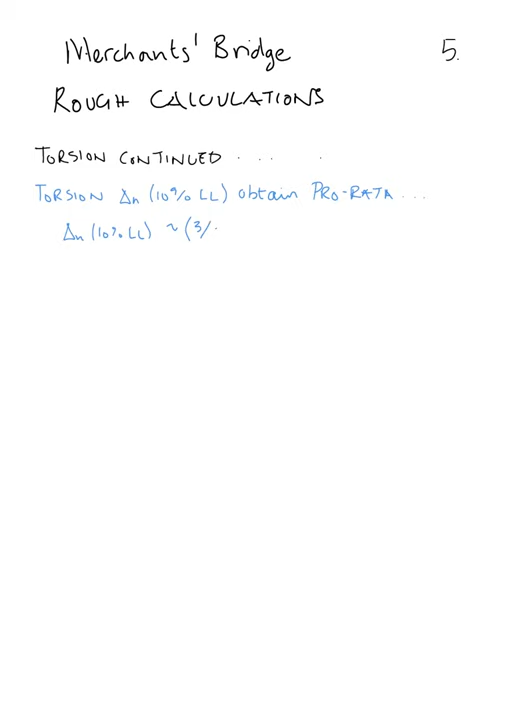 Merchants' Bridge 5.
ROUGH CALCULATIONS
TORSION CONTINUED . . . .
TORSION Δn (10% LL) obtain PRO-RATA ...
Δn (10% LL) ~ (3/